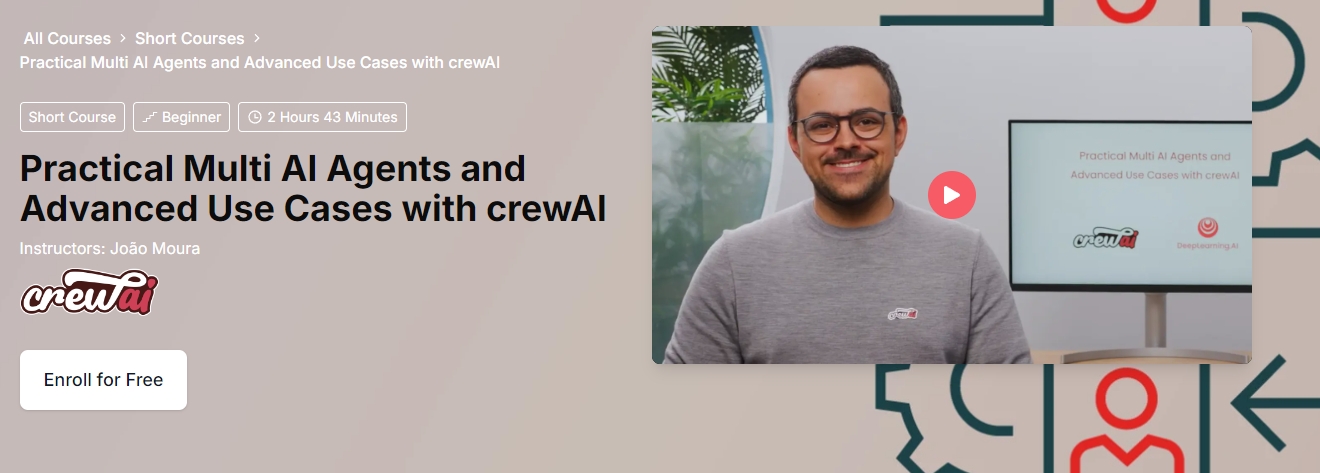 All Courses > Short Courses >
Practical Multi AI Agents and Advanced Use Cases with crewAI
Short Course
Beginner
2 Hours 43 Minutes
Practical Multi AI Agents and
Advanced Use Cases with crewAI
Instructors: João Moura
crewai
Enroll for Free
Practical Multi AI Agents and
Advanced Use Cases with crewAI
crewai
DeepLearning.AI
crewai